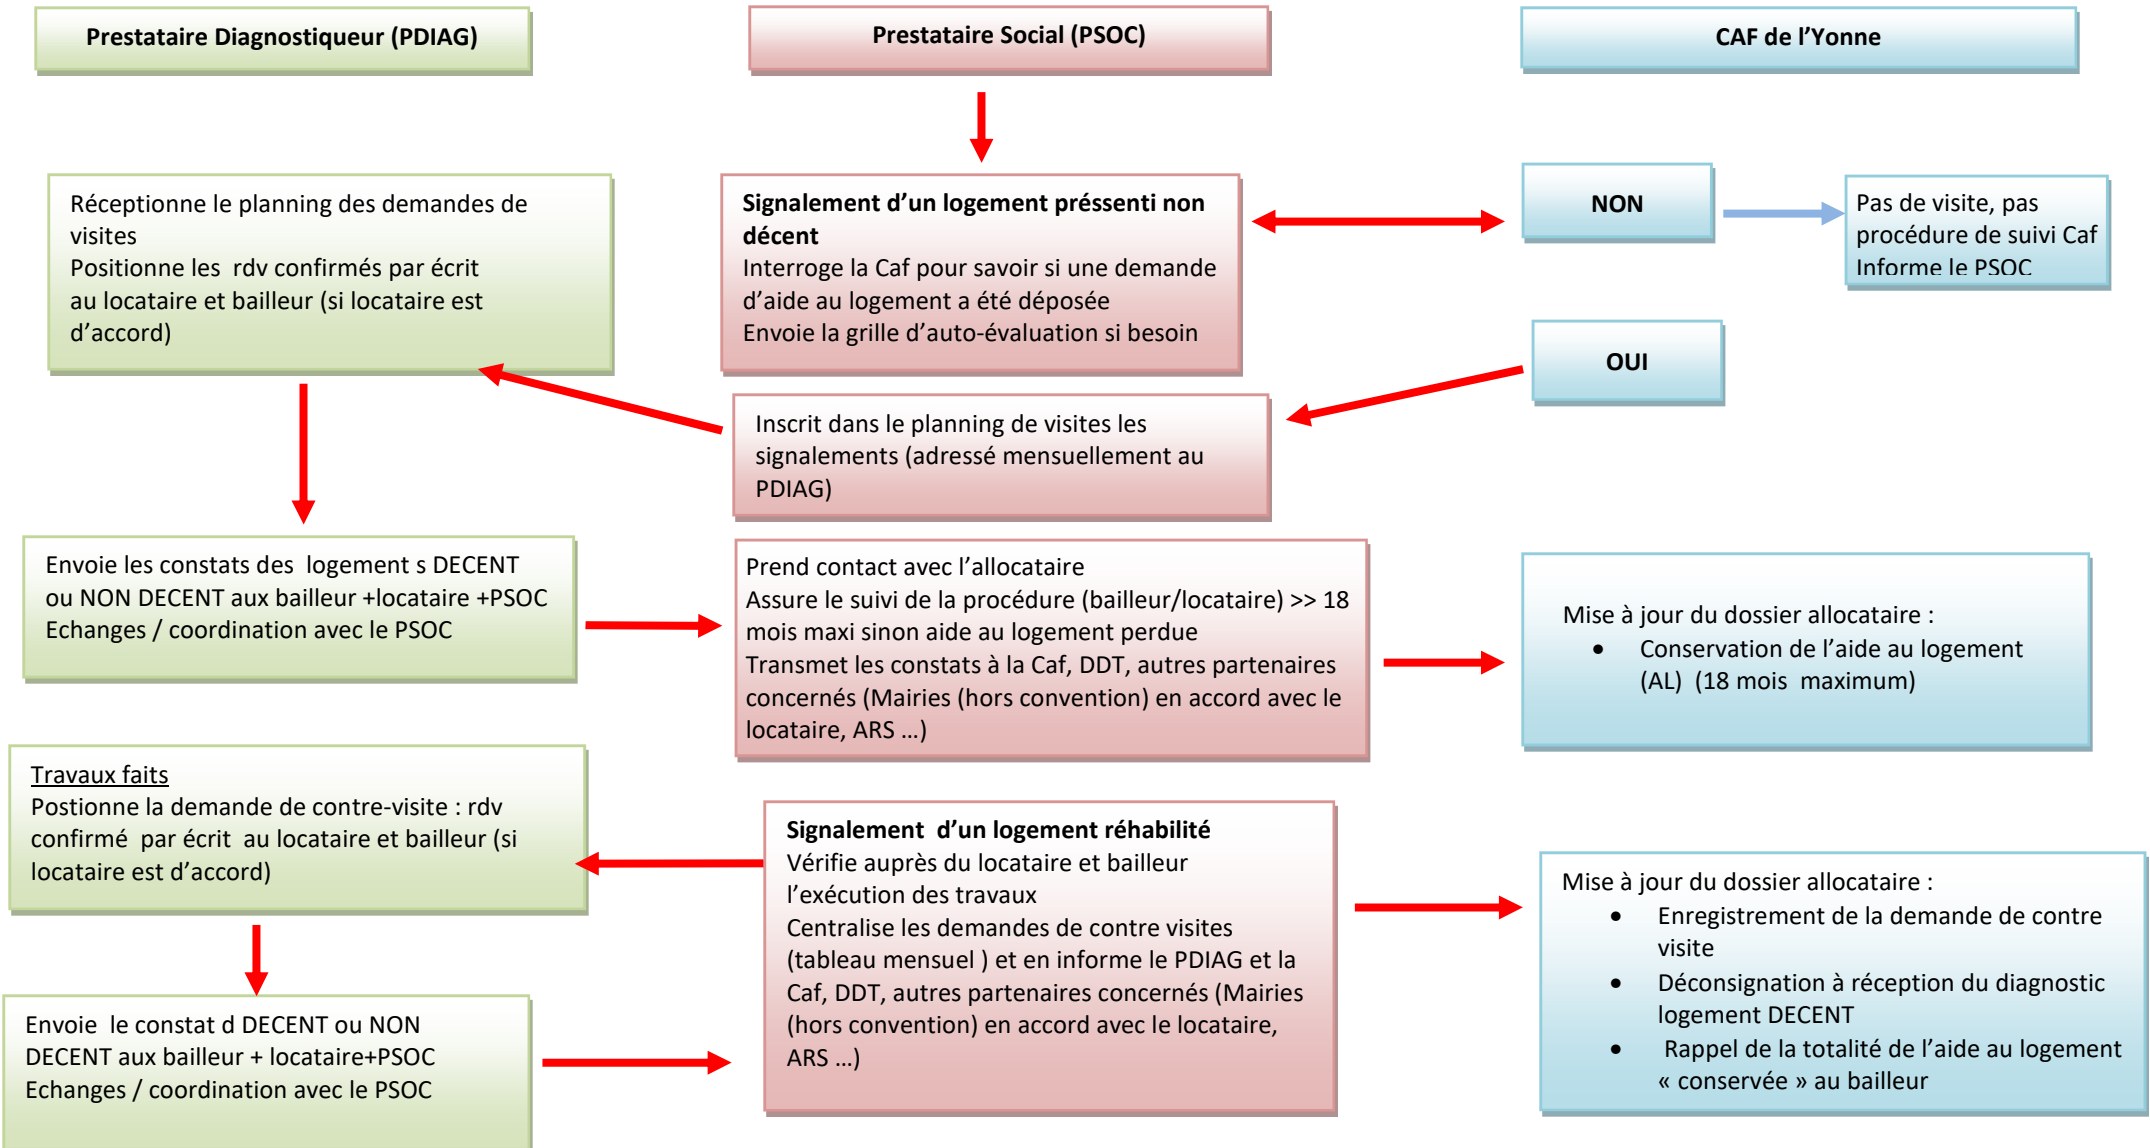 Prestataire Diagnostiqueur (PDIAG)
Prestataire Social (PSOC)
CAF de l’Yonne
Réceptionne le planning des demandes de
visites
Positionne les  rdv confirmés par écrit
au locataire et bailleur (si locataire est
d’accord)
Signalement d’un logement préssenti non
décent
Interroge la Caf pour savoir si une demande
d’aide au logement a été déposée
Envoie la grille d’auto-évaluation si besoin
NON
Pas de visite, pas
procédure de suivi Caf
Informe le PSOC
OUI
Inscrit dans le planning de visites les
signalements (adressé mensuellement au
PDIAG)
Envoie les constats des  logement s DECENT
ou NON DECENT aux bailleur +locataire +PSOC
Echanges / coordination avec le PSOC
Prend contact avec l’allocataire
Assure le suivi de la procédure (bailleur/locataire) >> 18
mois maxi sinon aide au logement perdue
Transmet les constats à la Caf, DDT, autres partenaires
concernés (Mairies (hors convention) en accord avec le
locataire, ARS …)
Mise à jour du dossier allocataire :
• Conservation de l’aide au logement
(AL)  (18 mois  maximum)
Travaux faits
Postionne la demande de contre-visite : rdv
confirmé  par écrit  au locataire et bailleur (si
locataire est d’accord)
Signalement  d’un logement réhabilité
Vérifie auprès du locataire et bailleur
l’exécution des travaux
Centralise les demandes de contre visites
(tableau mensuel ) et en informe le PDIAG et la
Caf, DDT, autres partenaires concernés (Mairies
(hors convention) en accord avec le locataire,
ARS …)
Mise à jour du dossier allocataire :
• Enregistrement de la demande de contre
visite
• Déconsignation à réception du diagnostic
logement DECENT
• Rappel de la totalité de l’aide au logement
« conservée » au bailleur
Envoie  le constat d DECENT ou NON
DECENT aux bailleur + locataire+PSOC
Echanges / coordination avec le PSOC